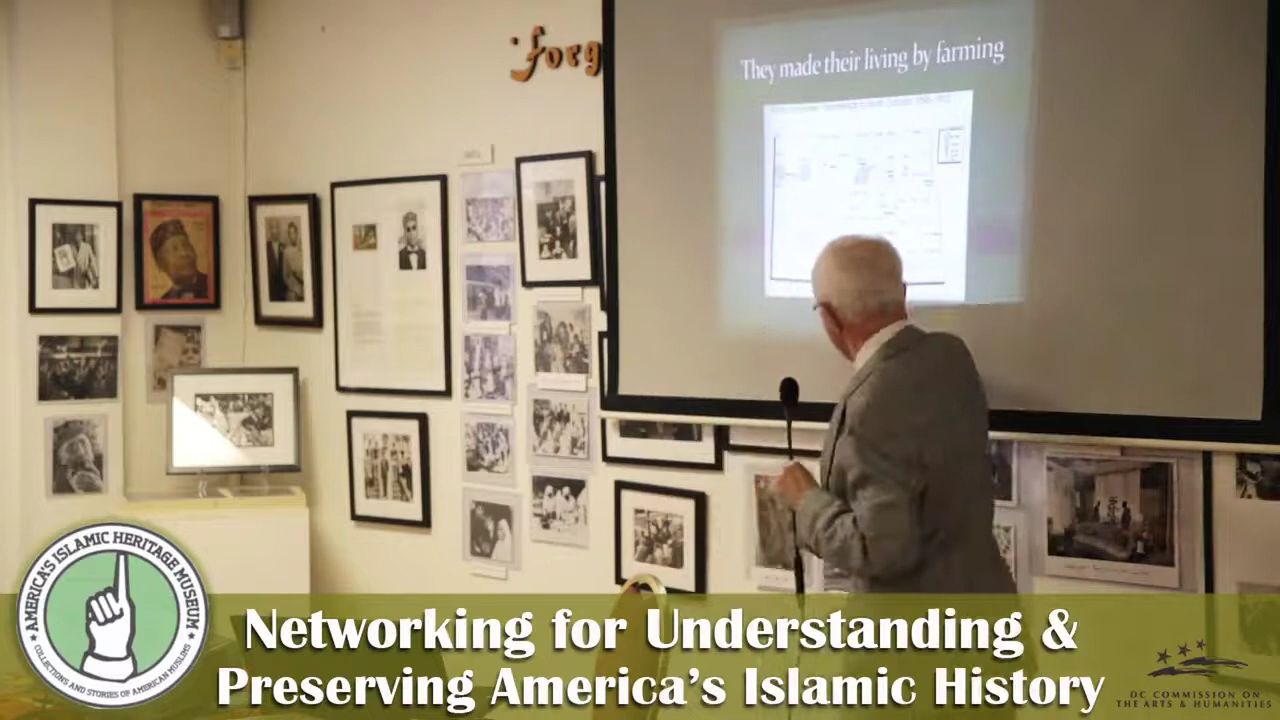 forg
They made their living by farming
AMERICA'S ISLAMIC HERITAGE MUSEUM
COLLECTIONS AND STORIES OF AMERICAN MUSLIMS
Networking for Understanding &
Preserving America's Islamic History
DC COMMISSION ON
THE ARTS & HUMANITIES